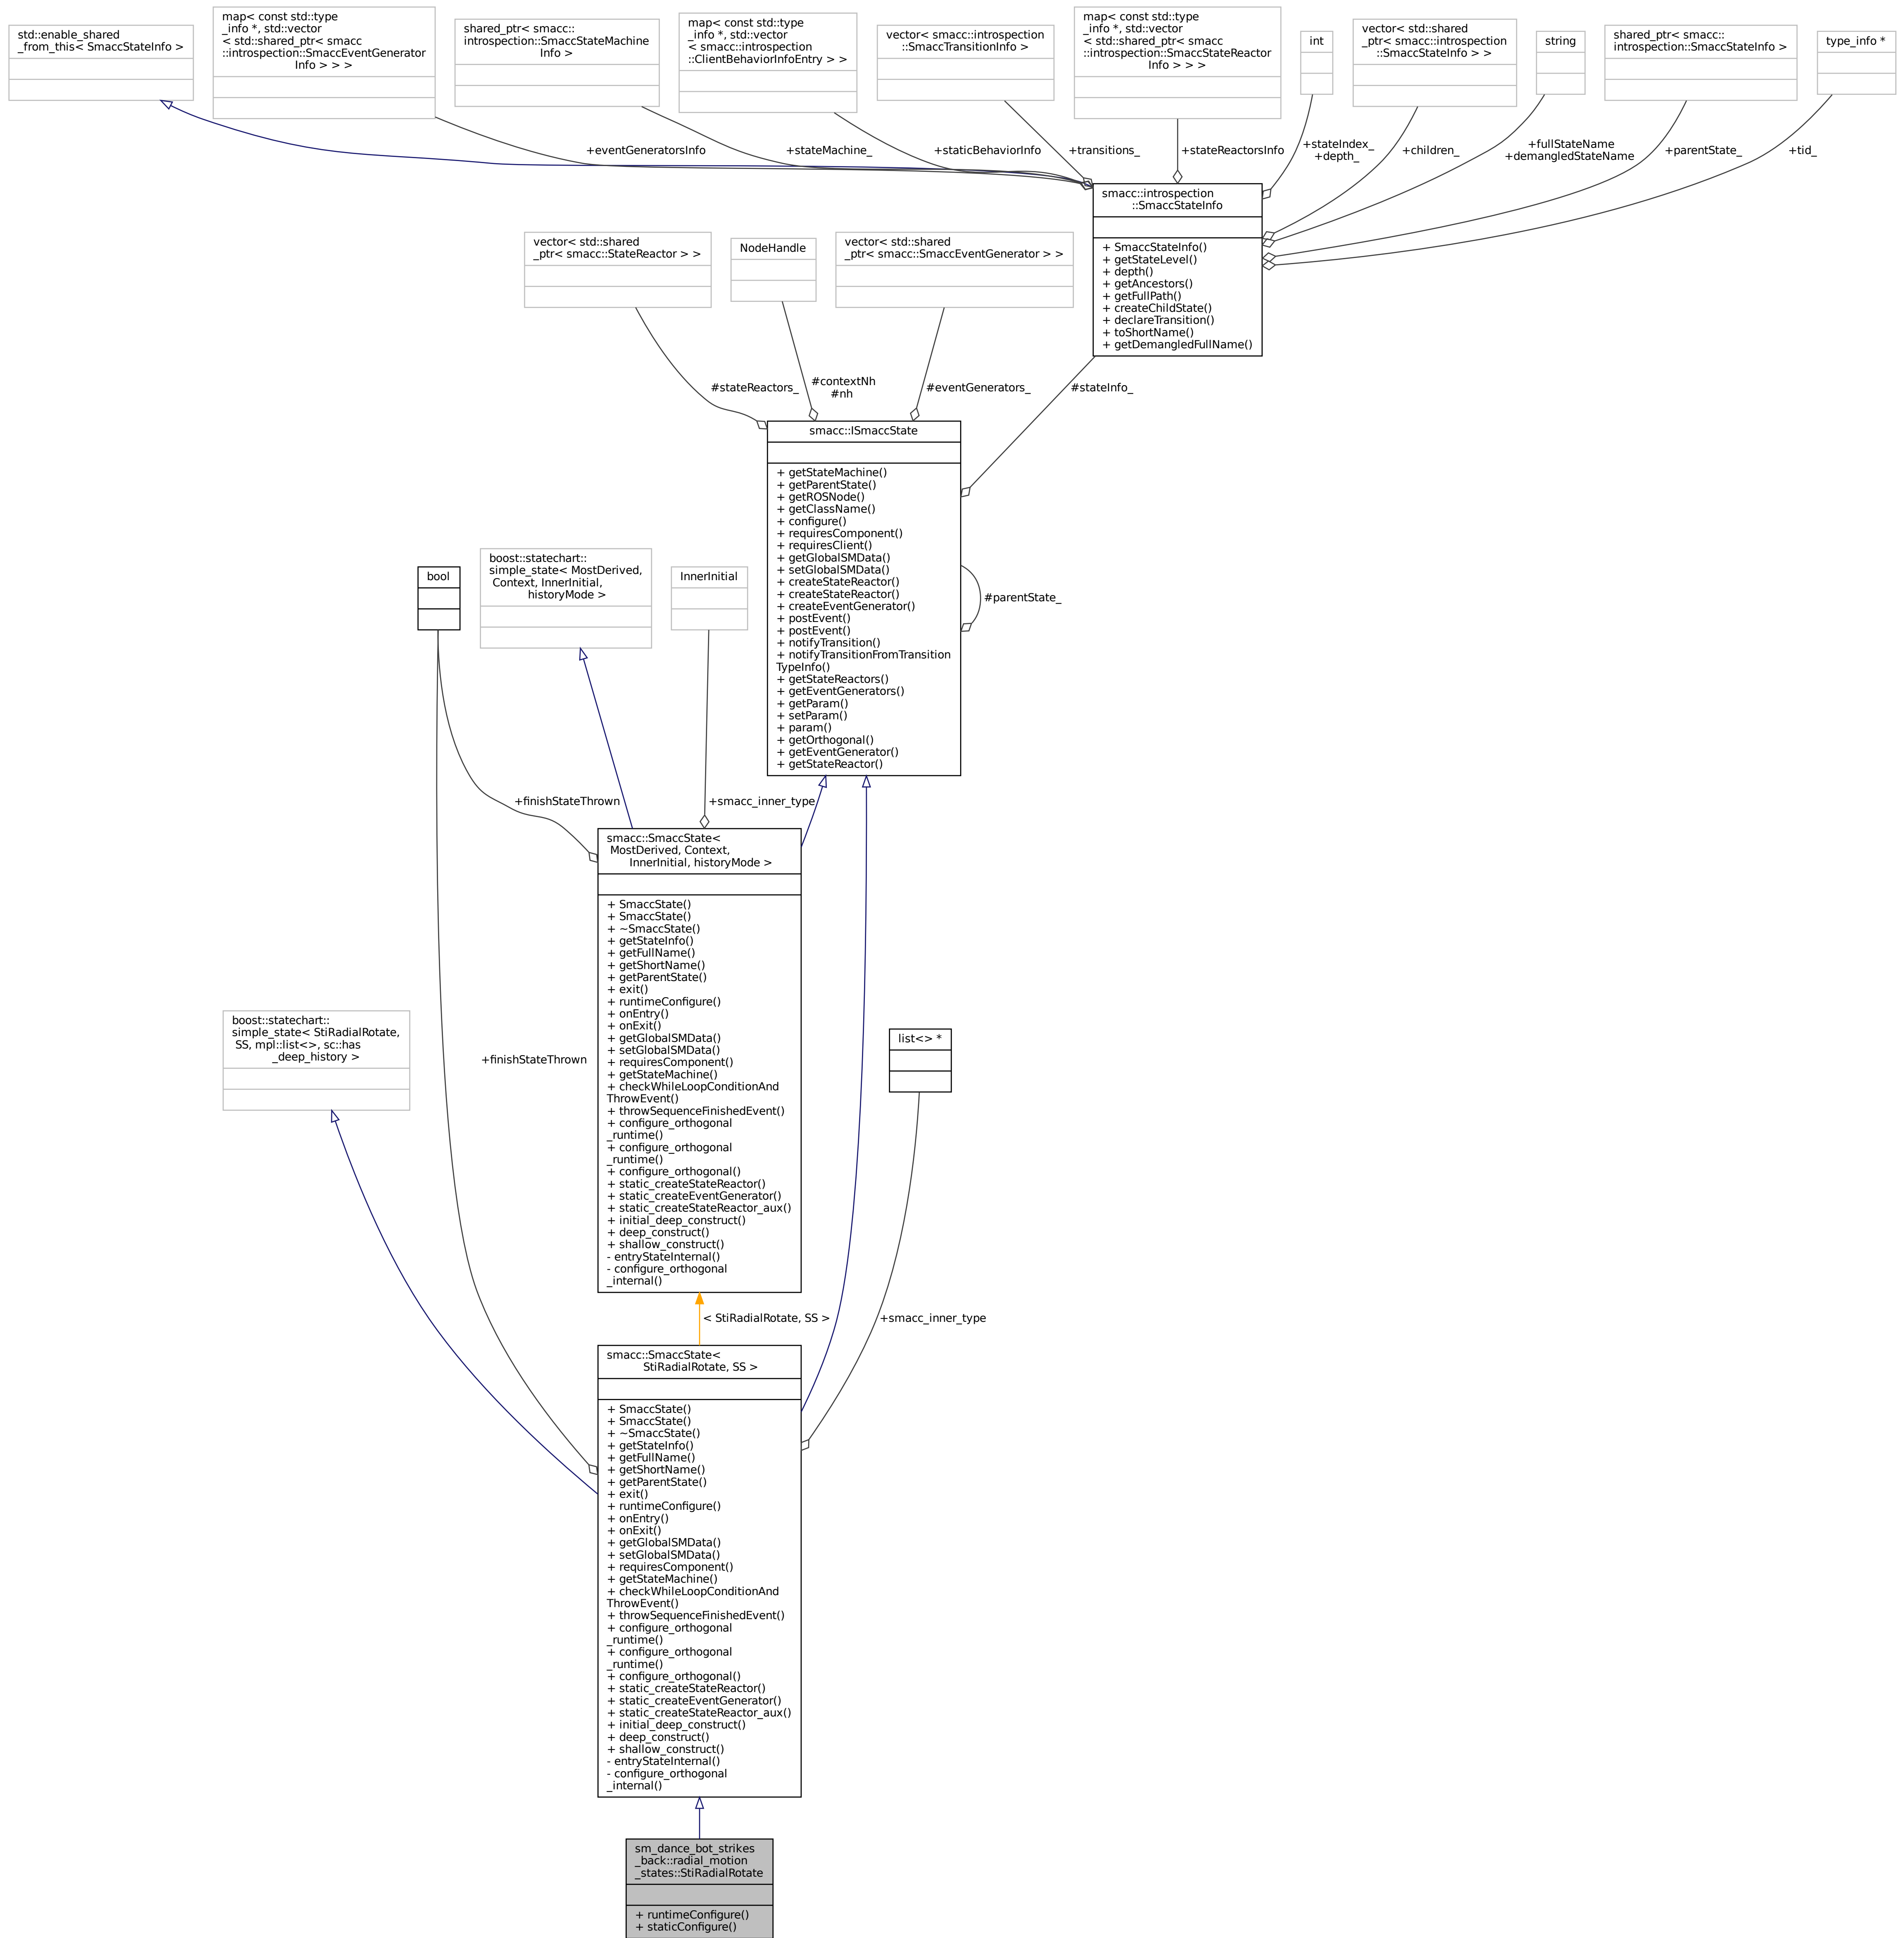 std::enable_shared
_from_this< SmaccStateInfo >
map< const std::type
_info *, std::vector
< std::shared_ptr< smacc
::introspection::SmaccEventGenerator
Info > > >
shared_ptr< smacc::
introspection::SmaccStateMachine
Info >
map< const std::type
_info *, std::vector
< smacc::introspection
::ClientBehaviorInfoEntry > >
vector< smacc::introspection
::SmaccTransitionInfo >
map< const std::type
_info *, std::vector
< std::shared_ptr< smacc
::introspection::SmaccStateReactor
Info > > >
int
vector< std::shared
_ptr< smacc::introspection
::SmaccStateInfo > >
string
shared_ptr< smacc::
introspection::SmaccStateInfo >
type_info *
+eventGeneratorsInfo
+stateMachine_
+staticBehaviorInfo
+transitions_
+stateReactorsInfo
+stateIndex_
+depth_
+children_
+fullStateName
+demangledStateName
+parentState_
+tid_
smacc::introspection
::SmaccStateInfo
+ SmaccStateInfo()
+ getStateLevel()
+ depth()
+ getAncestors()
+ getFullPath()
+ createChildState()
+ declareTransition()
+ toShortName()
+ getDemangledFullName()
vector< std::shared
_ptr< smacc::StateReactor > >
NodeHandle
vector< std::shared
_ptr< smacc::SmaccEventGenerator > >
#stateReactors_
#contextNh
#nh
#eventGenerators_
#stateInfo_
smacc::ISmaccState
+ getStateMachine()
+ getParentState()
+ getROSNode()
+ getClassName()
+ configure()
+ requiresComponent()
+ requiresClient()
+ getGlobalSMData()
+ setGlobalSMData()
+ createStateReactor()
+ createStateReactor()
+ createEventGenerator()
+ postEvent()
+ postEvent()
+ notifyTransition()
+ notifyTransitionFromTransition
TypeInfo()
+ getStateReactors()
+ getEventGenerators()
+ getParam()
+ setParam()
+ param()
+ getOrthogonal()
+ getEventGenerator()
+ getStateReactor()
#parentState_
bool
boost::statechart::
simple_state< MostDerived,
Context, InnerInitial,
historyMode >
InnerInitial
+finishStateThrown
+smacc_inner_type
smacc::SmaccState<
MostDerived, Context,
InnerInitial, historyMode >
+ SmaccState()
+ SmaccState()
+ ~SmaccState()
+ getStateInfo()
+ getFullName()
+ getShortName()
+ getParentState()
+ exit()
+ runtimeConfigure()
+ onEntry()
+ onExit()
+ getGlobalSMData()
+ setGlobalSMData()
+ requiresComponent()
+ getStateMachine()
+ checkWhileLoopConditionAnd
ThrowEvent()
+ throwSequenceFinishedEvent()
+ configure_orthogonal
_runtime()
+ configure_orthogonal
_runtime()
+ configure_orthogonal()
+ static_createStateReactor()
+ static_createEventGenerator()
+ static_createStateReactor_aux()
+ initial_deep_construct()
+ deep_construct()
+ shallow_construct()
- entryStateInternal()
- configure_orthogonal
_internal()
boost::statechart::
simple_state< StiRadialRotate,
SS, mpl::list<>, sc::has
_deep_history >
+finishStateThrown
list<> *
< StiRadialRotate, SS >
+smacc_inner_type
smacc::SmaccState<
StiRadialRotate, SS >
+ SmaccState()
+ SmaccState()
+ ~SmaccState()
+ getStateInfo()
+ getFullName()
+ getShortName()
+ getParentState()
+ exit()
+ runtimeConfigure()
+ onEntry()
+ onExit()
+ getGlobalSMData()
+ setGlobalSMData()
+ requiresComponent()
+ getStateMachine()
+ checkWhileLoopConditionAnd
ThrowEvent()
+ throwSequenceFinishedEvent()
+ configure_orthogonal
_runtime()
+ configure_orthogonal
_runtime()
+ configure_orthogonal()
+ static_createStateReactor()
+ static_createEventGenerator()
+ static_createStateReactor_aux()
+ initial_deep_construct()
+ deep_construct()
+ shallow_construct()
- entryStateInternal()
- configure_orthogonal
_internal()
sm_dance_bot_strikes
_back::radial_motion
_states::StiRadialRotate
+ runtimeConfigure()
+ staticConfigure()